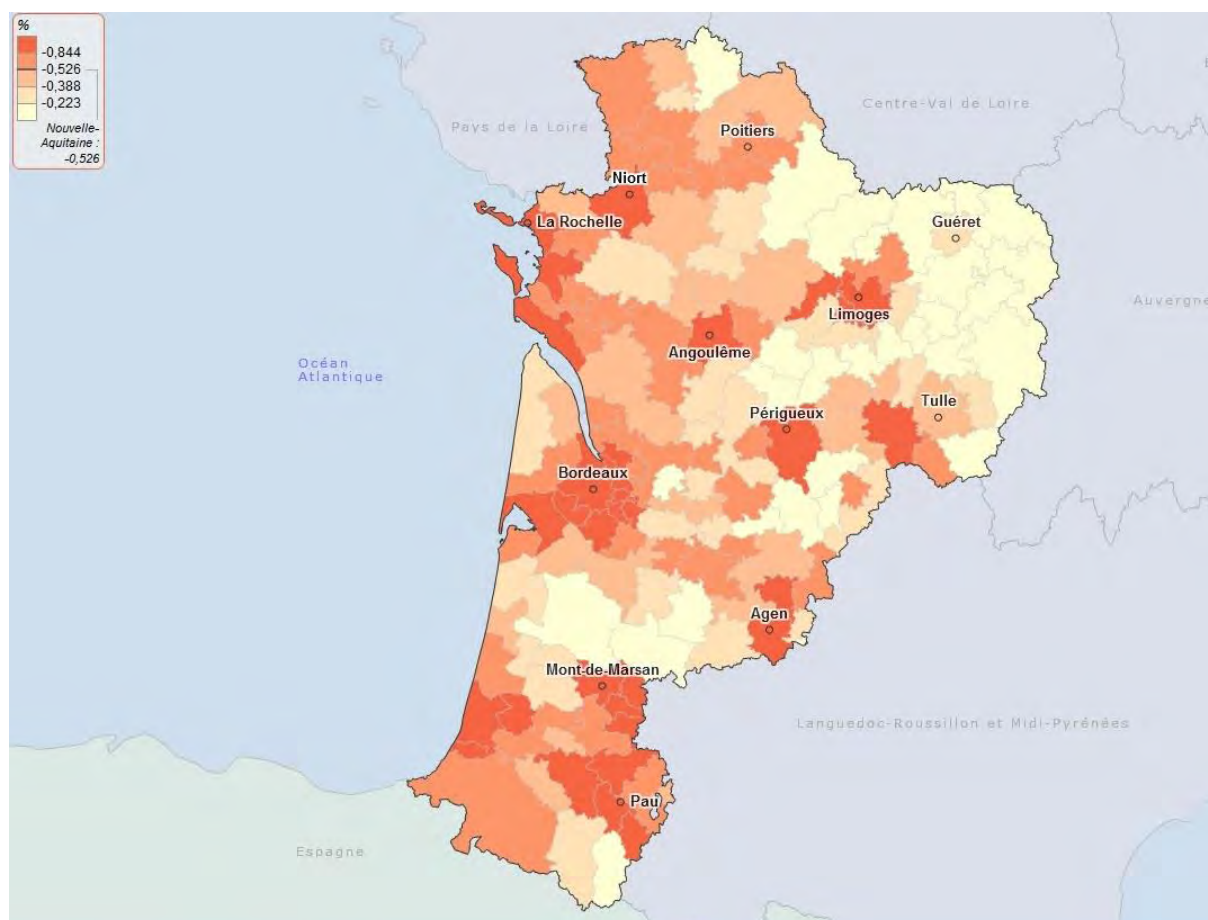 %
-0,844
-0,526
-0,388
-0,223
Nouvelle-
Aquitaine :
-0,526
Centre-Val de Loire
Pays de la Loire
Poitiers
Niort
La Rochelle
Guéret
Limoges
Auvergne
Angoulême
Océan
Atlantique
Périgueux
Tulle
Bordeaux
Agen
Mont-de-Marsan
Languedoc-Roussillon et Midi-Pyrénées
Pau
Espagne